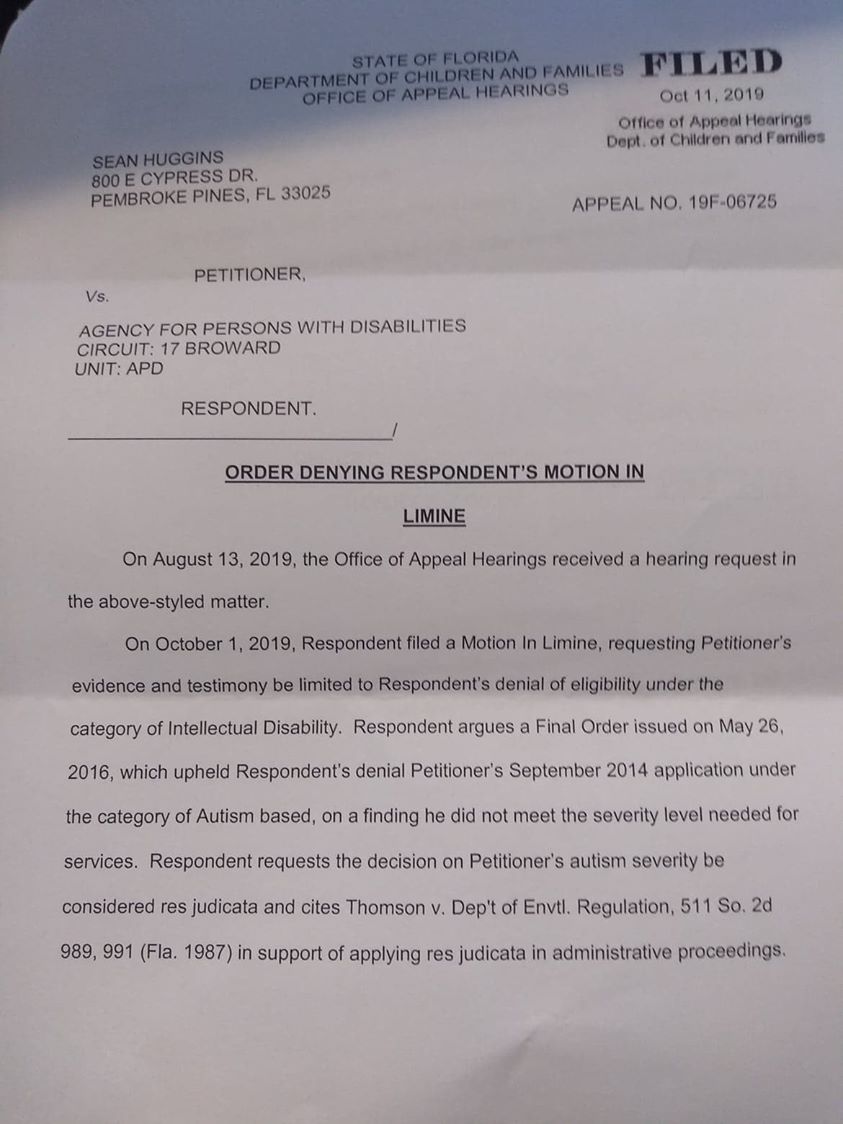 STATE OF FLORIDA
DEPARTMENT OF CHILDREN AND FAMILIES
OFFICE OF APPEAL HEARINGS
FILED
Oct 11, 2019
Office of Appeal Hearings
Dept. of Children and Families
SEAN HUGGINS
800 E CYPRESS DR.
PEMBROKE PINES, FL 33025
APPEAL NO. 19F-06725
PETITIONER,
Vs.
AGENCY FOR PERSONS WITH DISABILITIES
CIRCUIT: 17 BROWARD
UNIT: APD
RESPONDENT.
/
ORDER DENYING RESPONDENT'S MOTION IN
LIMINE
On August 13, 2019, the Office of Appeal Hearings received a hearing request in
the above-styled matter.
On October 1, 2019, Respondent filed a Motion In Limine, requesting Petitioner's
evidence and testimony be limited to Respondent's denial of eligibility under the
category of Intellectual Disability. Respondent argues a Final Order issued on May 26,
2016, which upheld Respondent's denial Petitioner's September 2014 application under
the category of Autism based, on a finding he did not meet the severity level needed for
services. Respondent requests the decision on Petitioner's autism severity be
considered res judicata and cites Thomson v. Dep't of Envtl. Regulation, 511 So. 2d
989, 991 (Fla. 1987) in support of applying res judicata in administrative proceedings.